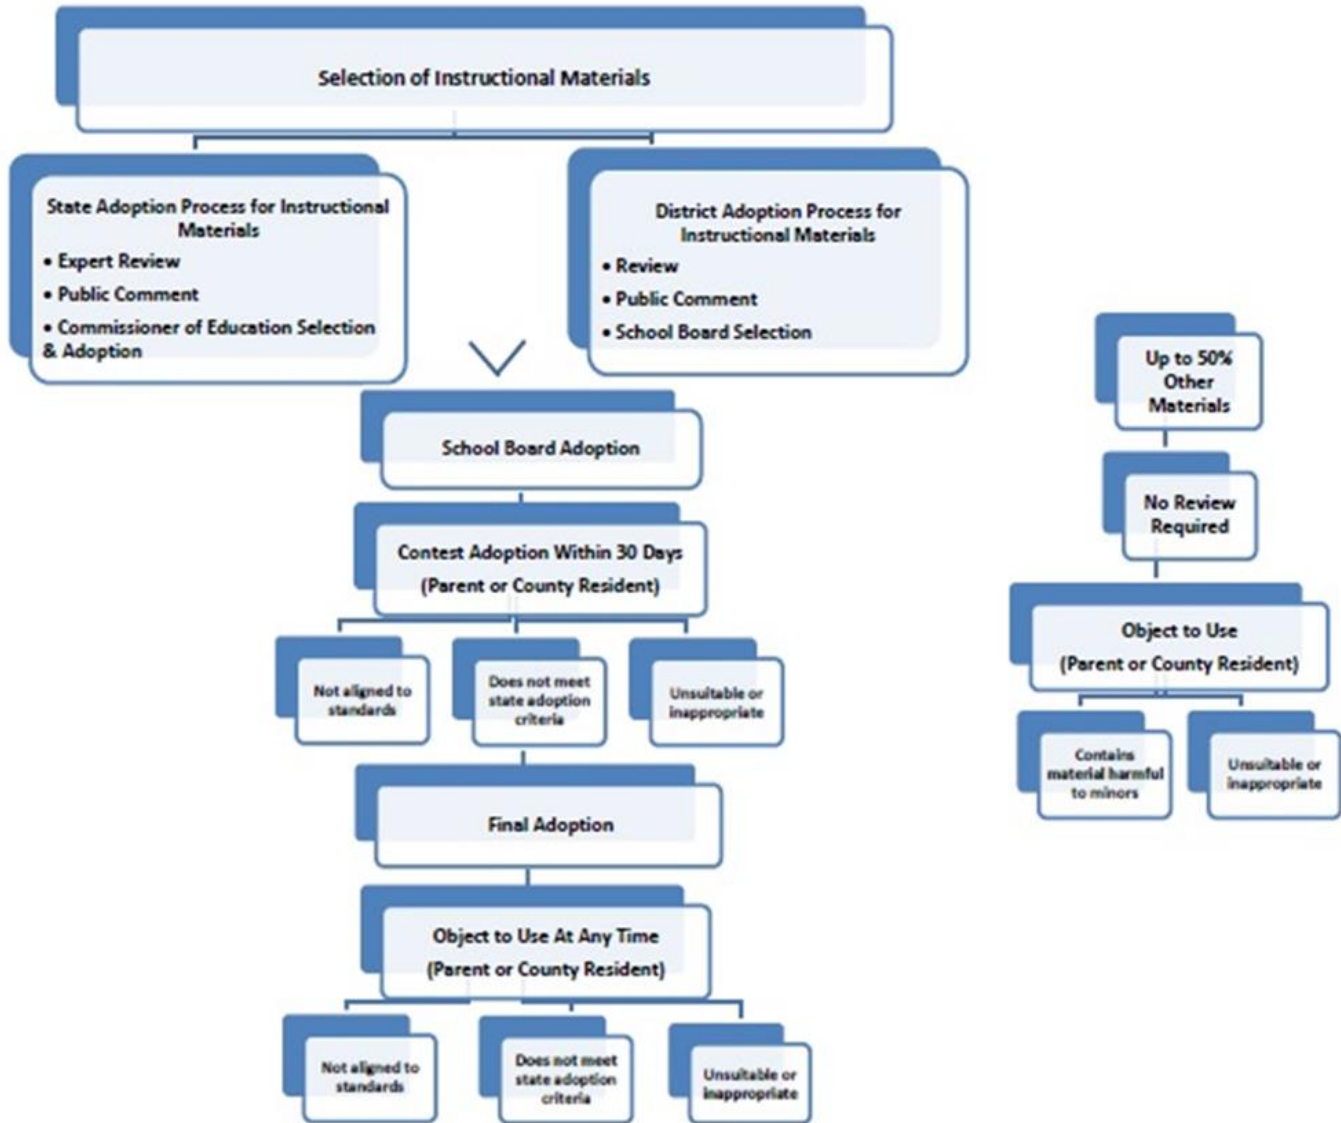 Selection of Instructional Materials
State Adoption Process for Instructional
Materials
• Expert Review
• Public Comment
• Commissioner of Education Selection
& Adoption
District Adoption Process for
Instructional Materials
• Review
• Public Comment
• School Board Selection
School Board Adoption
Contest Adoption Within 30 Days
(Parent or County Resident)
Not aligned to
standards
Does not meet
state adoption
criteria
Unsuitable or
inappropriate
Final Adoption
Object to Use At Any Time
(Parent or County Resident)
Not aligned to
standards
Does not meet
state adoption
criteria
Unsuitable or
inappropriate
Up to 50%
Other
Materials
No Review
Required
Object to Use
(Parent or County Resident)
Contains
material harmful
to minors
Unsuitable or
inappropriate